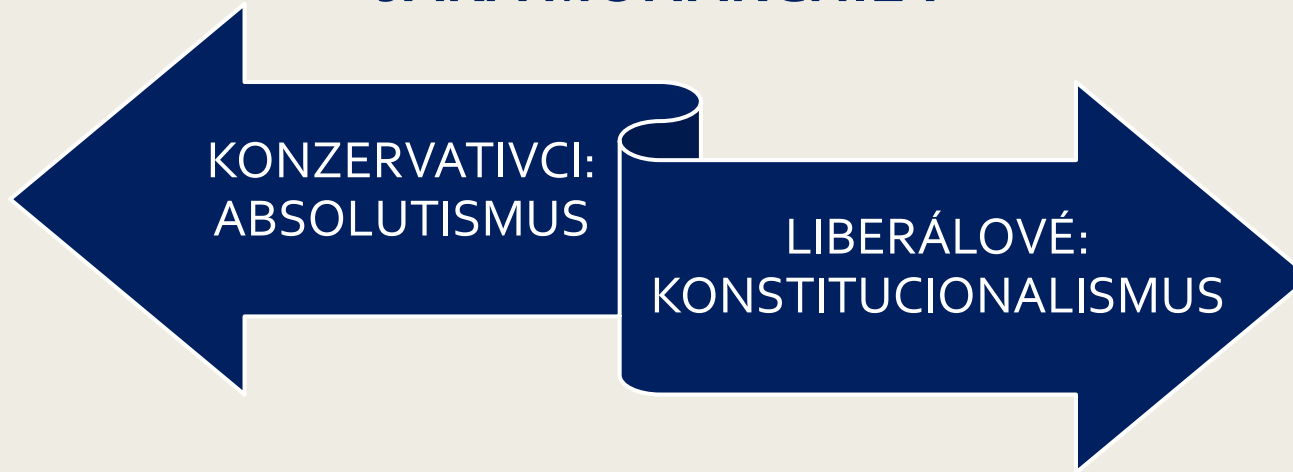 KONZERVATIVCI:
ABSOLUTISMUS
LIBERÁLOVÉ:
KONSTITUCIONALISMUS